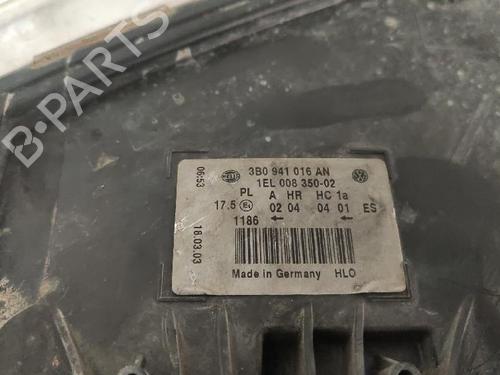 B-PARTS
3B0 941 016 AN
1EL 008 350-02
PL A HR HC 1a
17.5 E1 02 04 04 01 ES
1186 ← ←
Made in Germany HLO
06:53
18.03.03